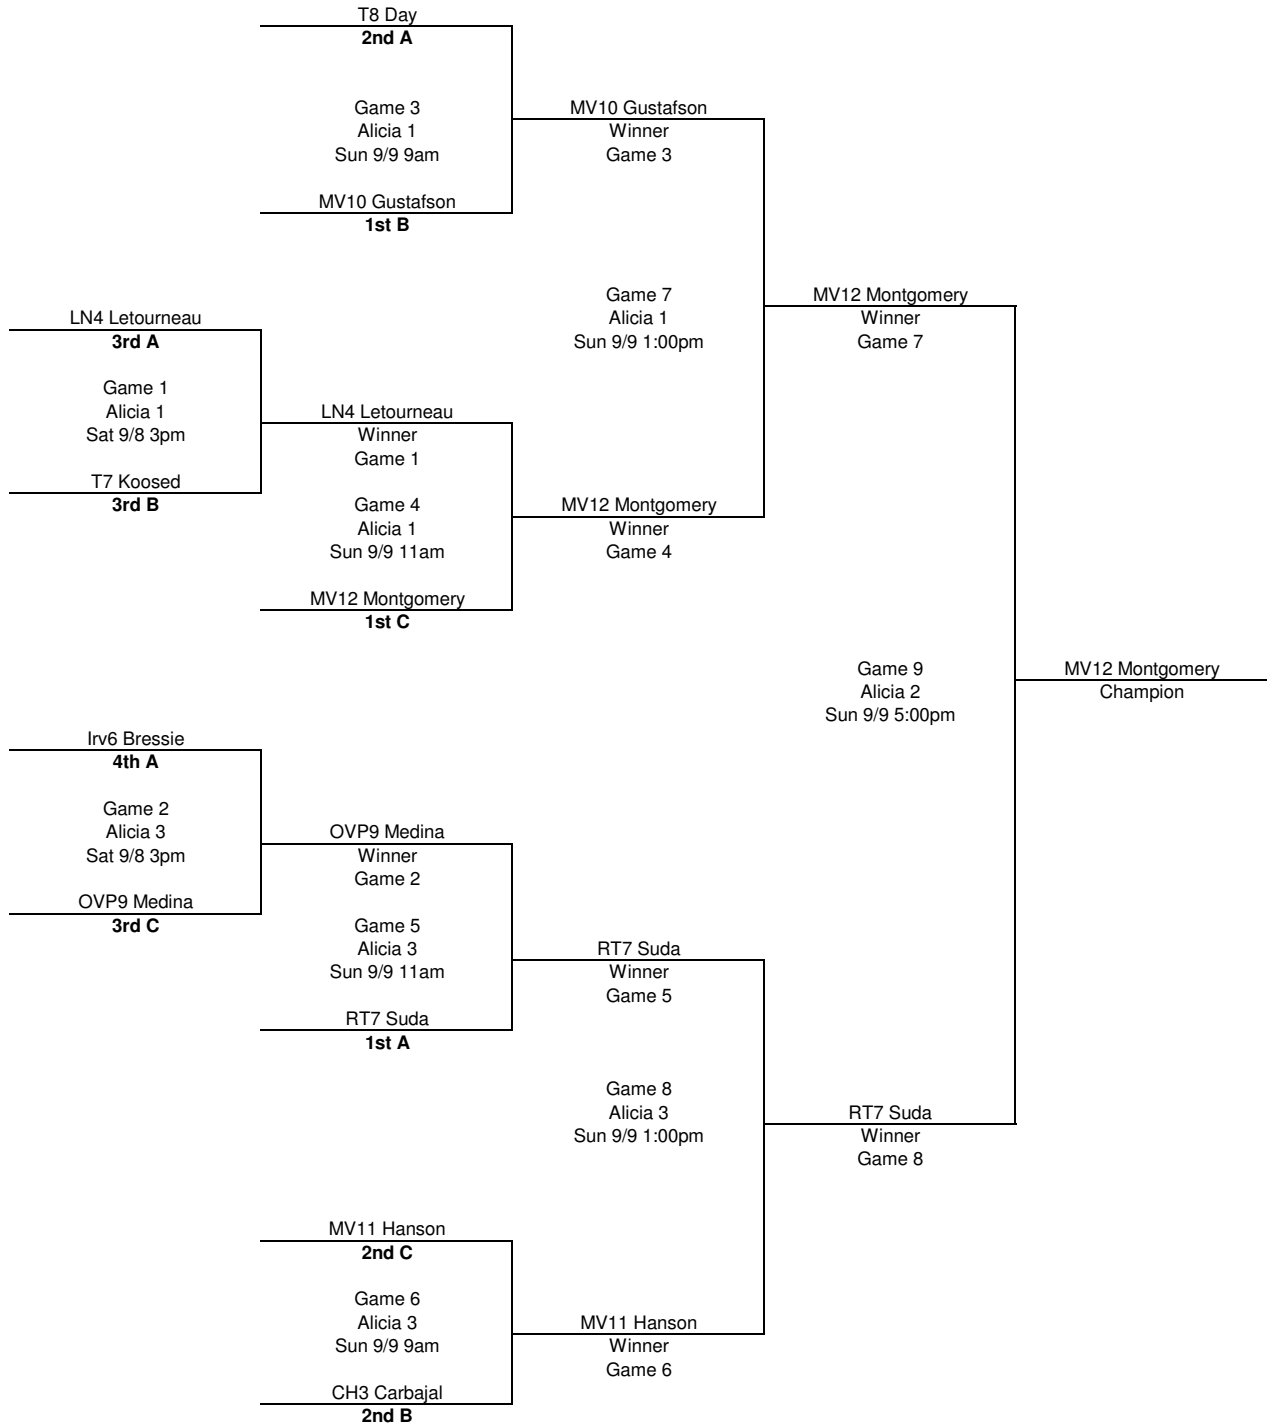 T8 Day
2nd A
Game 3
Alicia 1
Sun 9/9 9am
MV10 Gustafson
Winner
Game 3
MV10 Gustafson
1st B
Game 7
Alicia 1
Sun 9/9 1:00pm
MV12 Montgomery
Winner
Game 7
LN4 Letourneau
3rd A
Game 1
Alicia 1
Sat 9/8 3pm
LN4 Letourneau
Winner
Game 1
T7 Koosed
3rd B
Game 4
Alicia 1
Sun 9/9 11am
MV12 Montgomery
Winner
Game 4
MV12 Montgomery
1st C
Game 9
Alicia 2
Sun 9/9 5:00pm
MV12 Montgomery
Champion
Irv6 Bressie
4th A
Game 2
Alicia 3
Sat 9/8 3pm
OVP9 Medina
Winner
Game 2
OVP9 Medina
3rd C
Game 5
Alicia 3
Sun 9/9 11am
RT7 Suda
Winner
Game 5
RT7 Suda
1st A
Game 8
Alicia 3
Sun 9/9 1:00pm
RT7 Suda
Winner
Game 8
MV11 Hanson
2nd C
Game 6
Alicia 3
Sun 9/9 9am
MV11 Hanson
Winner
Game 6
CH3 Carbajal
2nd B